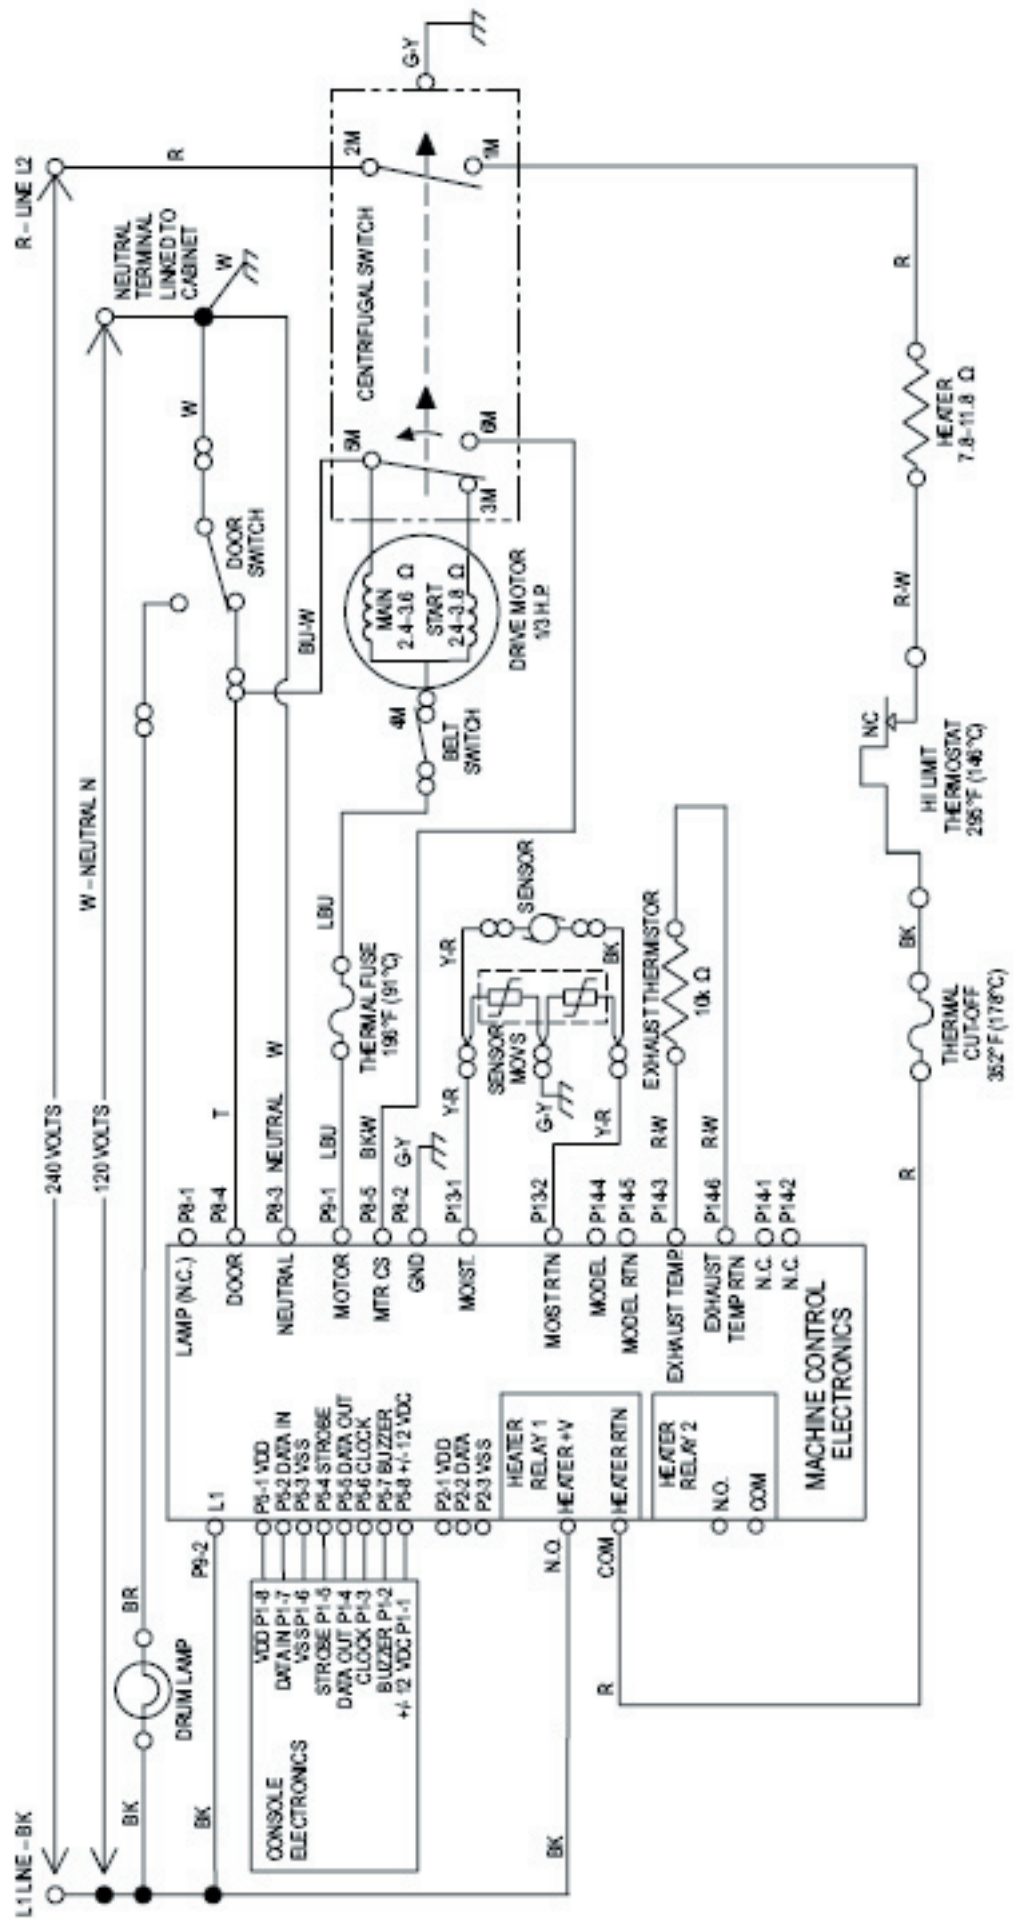 L1 LINE – BK
240 VOLTS
R – LINE L2
120 VOLTS
W – NEUTRAL N
NEUTRAL
TERMINAL
LINKED TO
CABINET
W
R
G-Y
BK
DRUM LAMP
BR
W
DOOR
SWITCH
BK
P9-2
L1
LAMP (N.C.)
P8-1
DOOR
P8-4
T
NEUTRAL
P8-3
NEUTRAL
W
BU-W
MOTOR
P9-1
LBU
THERMAL FUSE
196°F (91°C)
LBU
MTR CS
P8-5
BK-W
GND
P8-2
G-Y
4M
BELT
SWITCH
MAIN
2.4–3.6 Ω
START
2.4–3.8 Ω
DRIVE MOTOR
1/3 H.P.
5M
6M
3M
CENTRIFUGAL SWITCH
2M
1M
CONSOLE
ELECTRONICS
VDD P1-8
DATA IN P1-7
VSS P1-6
STROBE P1-5
DATA OUT P1-4
CLOCK P1-3
BUZZER P1-2
+/- 12 VDC P1-1
P5-1 VDD
P5-2 DATA IN
P5-3 VSS
P5-4 STROBE
P5-5 DATA OUT
P5-6 CLOCK
P5-7 BUZZER
P5-8 +/- 12 VDC
P2-1 VDD
P2-2 DATA
P2-3 VSS
MOIST.
P13-1
Y-R
Y-R
SENSOR
SENSOR
MOVS
G-Y
BK
MOIST RTN
P13-2
Y-R
MODEL
P14-4
MODEL RTN
P14-5
EXHAUST TEMP.
P14-3
R-W
EXHAUST THERMISTOR
10k Ω
EXHAUST
TEMP RTN
P14-6
R-W
N.C.
P14-1
N.C.
P14-2
HEATER
RELAY 1
BK
N.O.
HEATER +V
R
COM
HEATER RTN
HEATER
RELAY 2
N.O.
COM
MACHINE CONTROL
ELECTRONICS
R
THERMAL
CUT-OFF
352° F (178°C)
BK
NC
HI LIMIT
THERMOSTAT
295°F (146°C)
R-W
HEATER
7.8–11.8 Ω
R